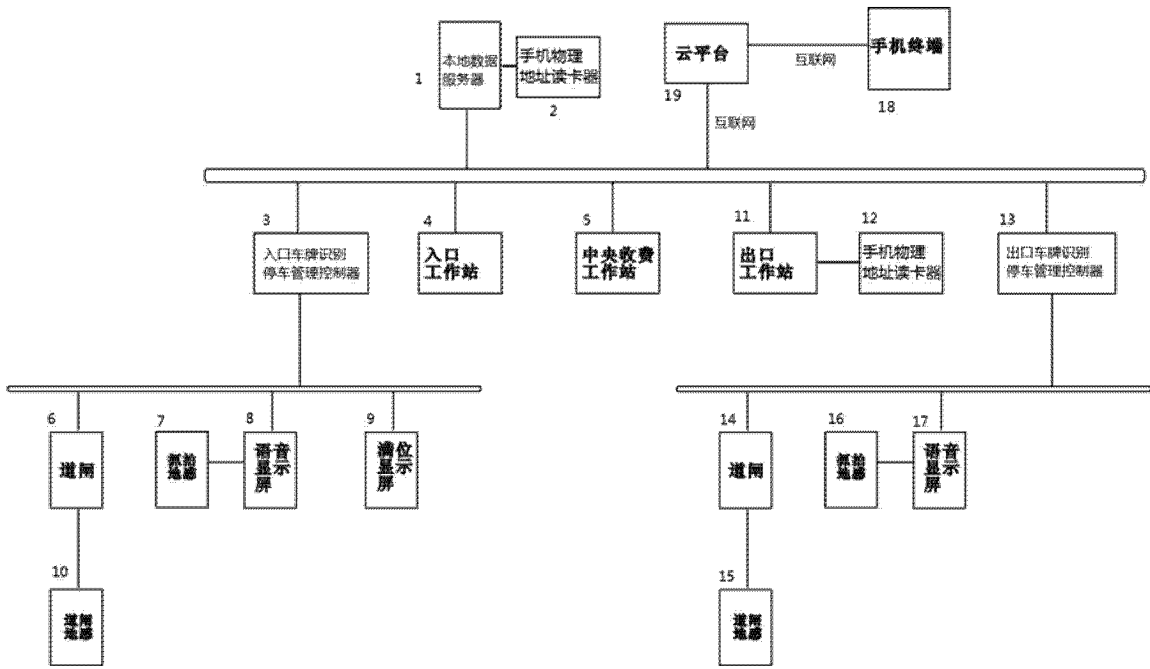 1
本地数据
服务器
手机物理
地址读卡器
2
云平台
19
互联网
手机终端
18
互联网
3
入口车牌识别
停车管理控制器
4
入口
工作站
5
中央收费
工作站
11
出口
工作站
12
手机物理
地址读卡器
13
出口车牌识别
停车管理控制器
6
道闸
7
抓拍
地感
8
语音
显示
屏
9
满位
显示
屏
14
道闸
16
抓拍
地感
17
语音
显示
屏
10
道闸
地感
15
道闸
地感